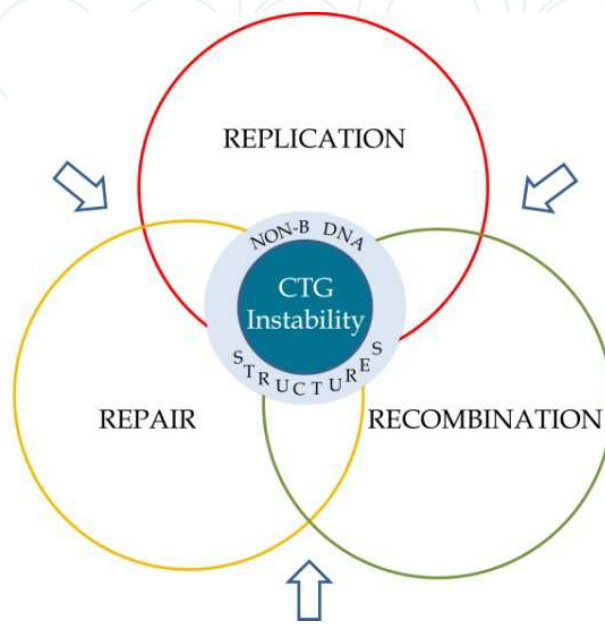 REPLICATION
NON-B DNA
CTG
Instability
STRUCTURES
REPAIR
RECOMBINATION